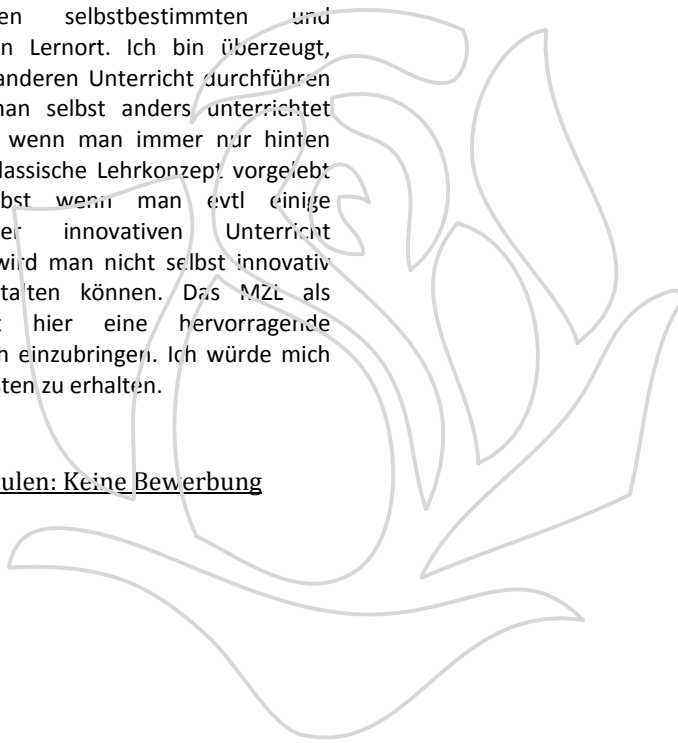 en selbstbestimmten und
n Lernort. Ich bin überzeugt,
anderen Unterricht durchführen
nan selbst anders unterrichtet
wenn man immer nur hinten
lassische Lehrkonzept vorgelebt
bst wenn man evtl einige
er innovativen Unterricht
wird man nicht selbst innovativ
talten können. Das MZL als
t hier eine hervorragende
h einzubringen. Ich würde mich
sten zu erhalten.
ulen: Keine Bewerbung